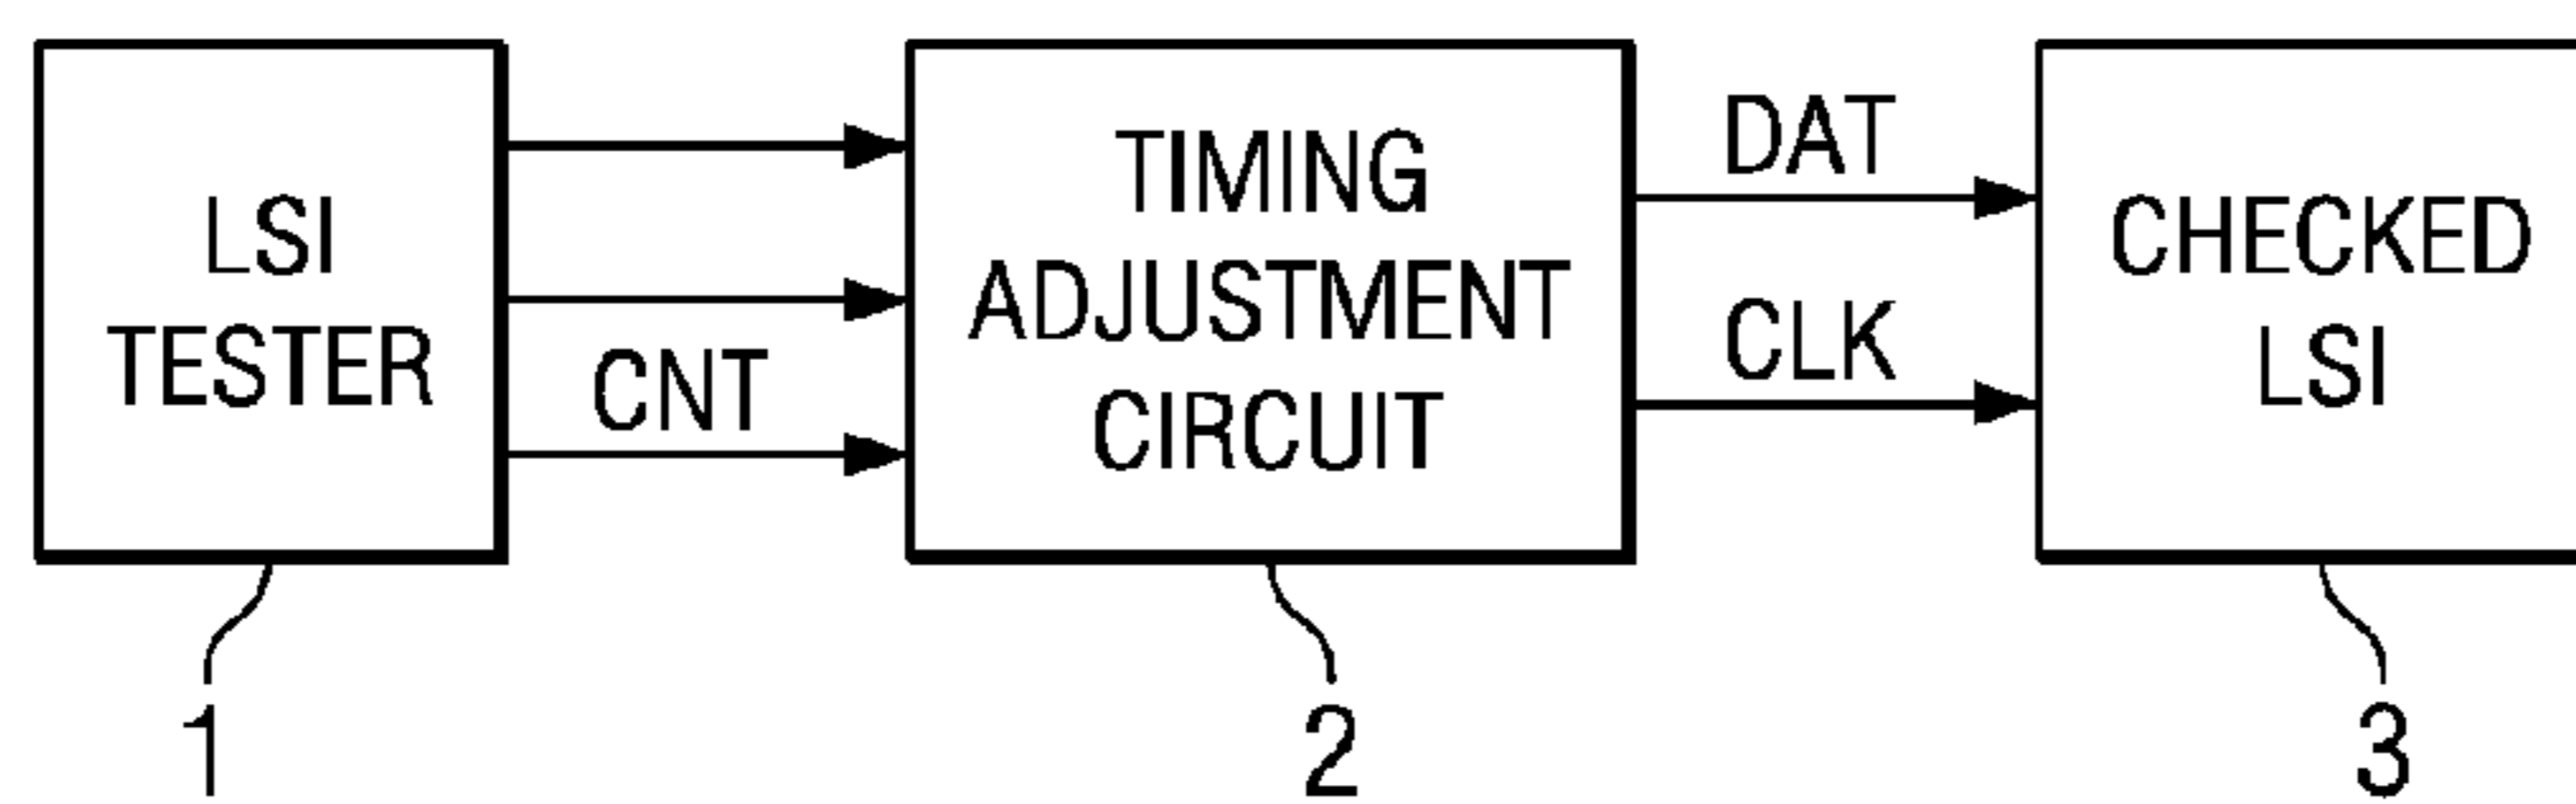 LSI
TESTER
CNT
TIMING
ADJUSTMENT
CIRCUIT
DAT
CLK
CHECKED
LSI
1
2
3